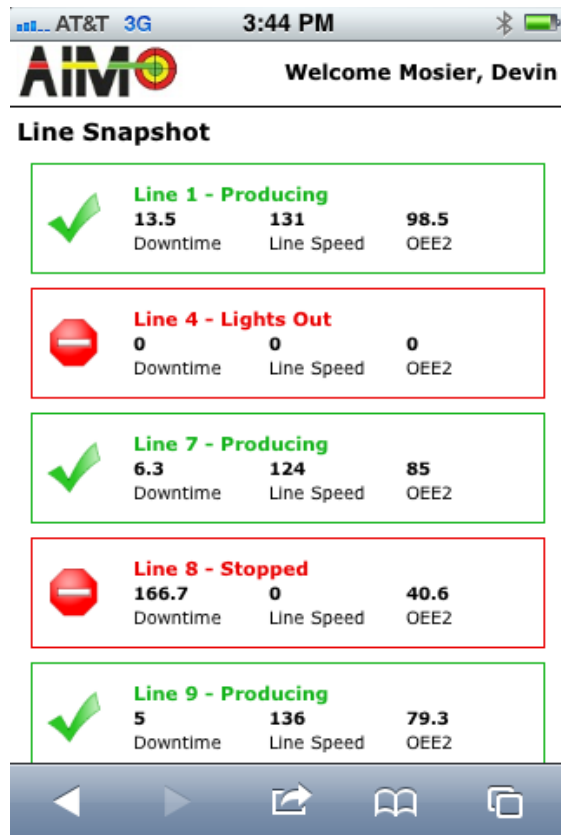 AT&T 3G 3:44 PM
AIMO Welcome Mosier, Devin
Line Snapshot
Line 1 - Producing
13.5 131 98.5
Downtime Line Speed OEE2
Line 4 - Lights Out
0 0 0
Downtime Line Speed OEE2
Line 7 - Producing
6.3 124 85
Downtime Line Speed OEE2
Line 8 - Stopped
166.7 0 40.6
Downtime Line Speed OEE2
Line 9 - Producing
5 136 79.3
Downtime Line Speed OEE2